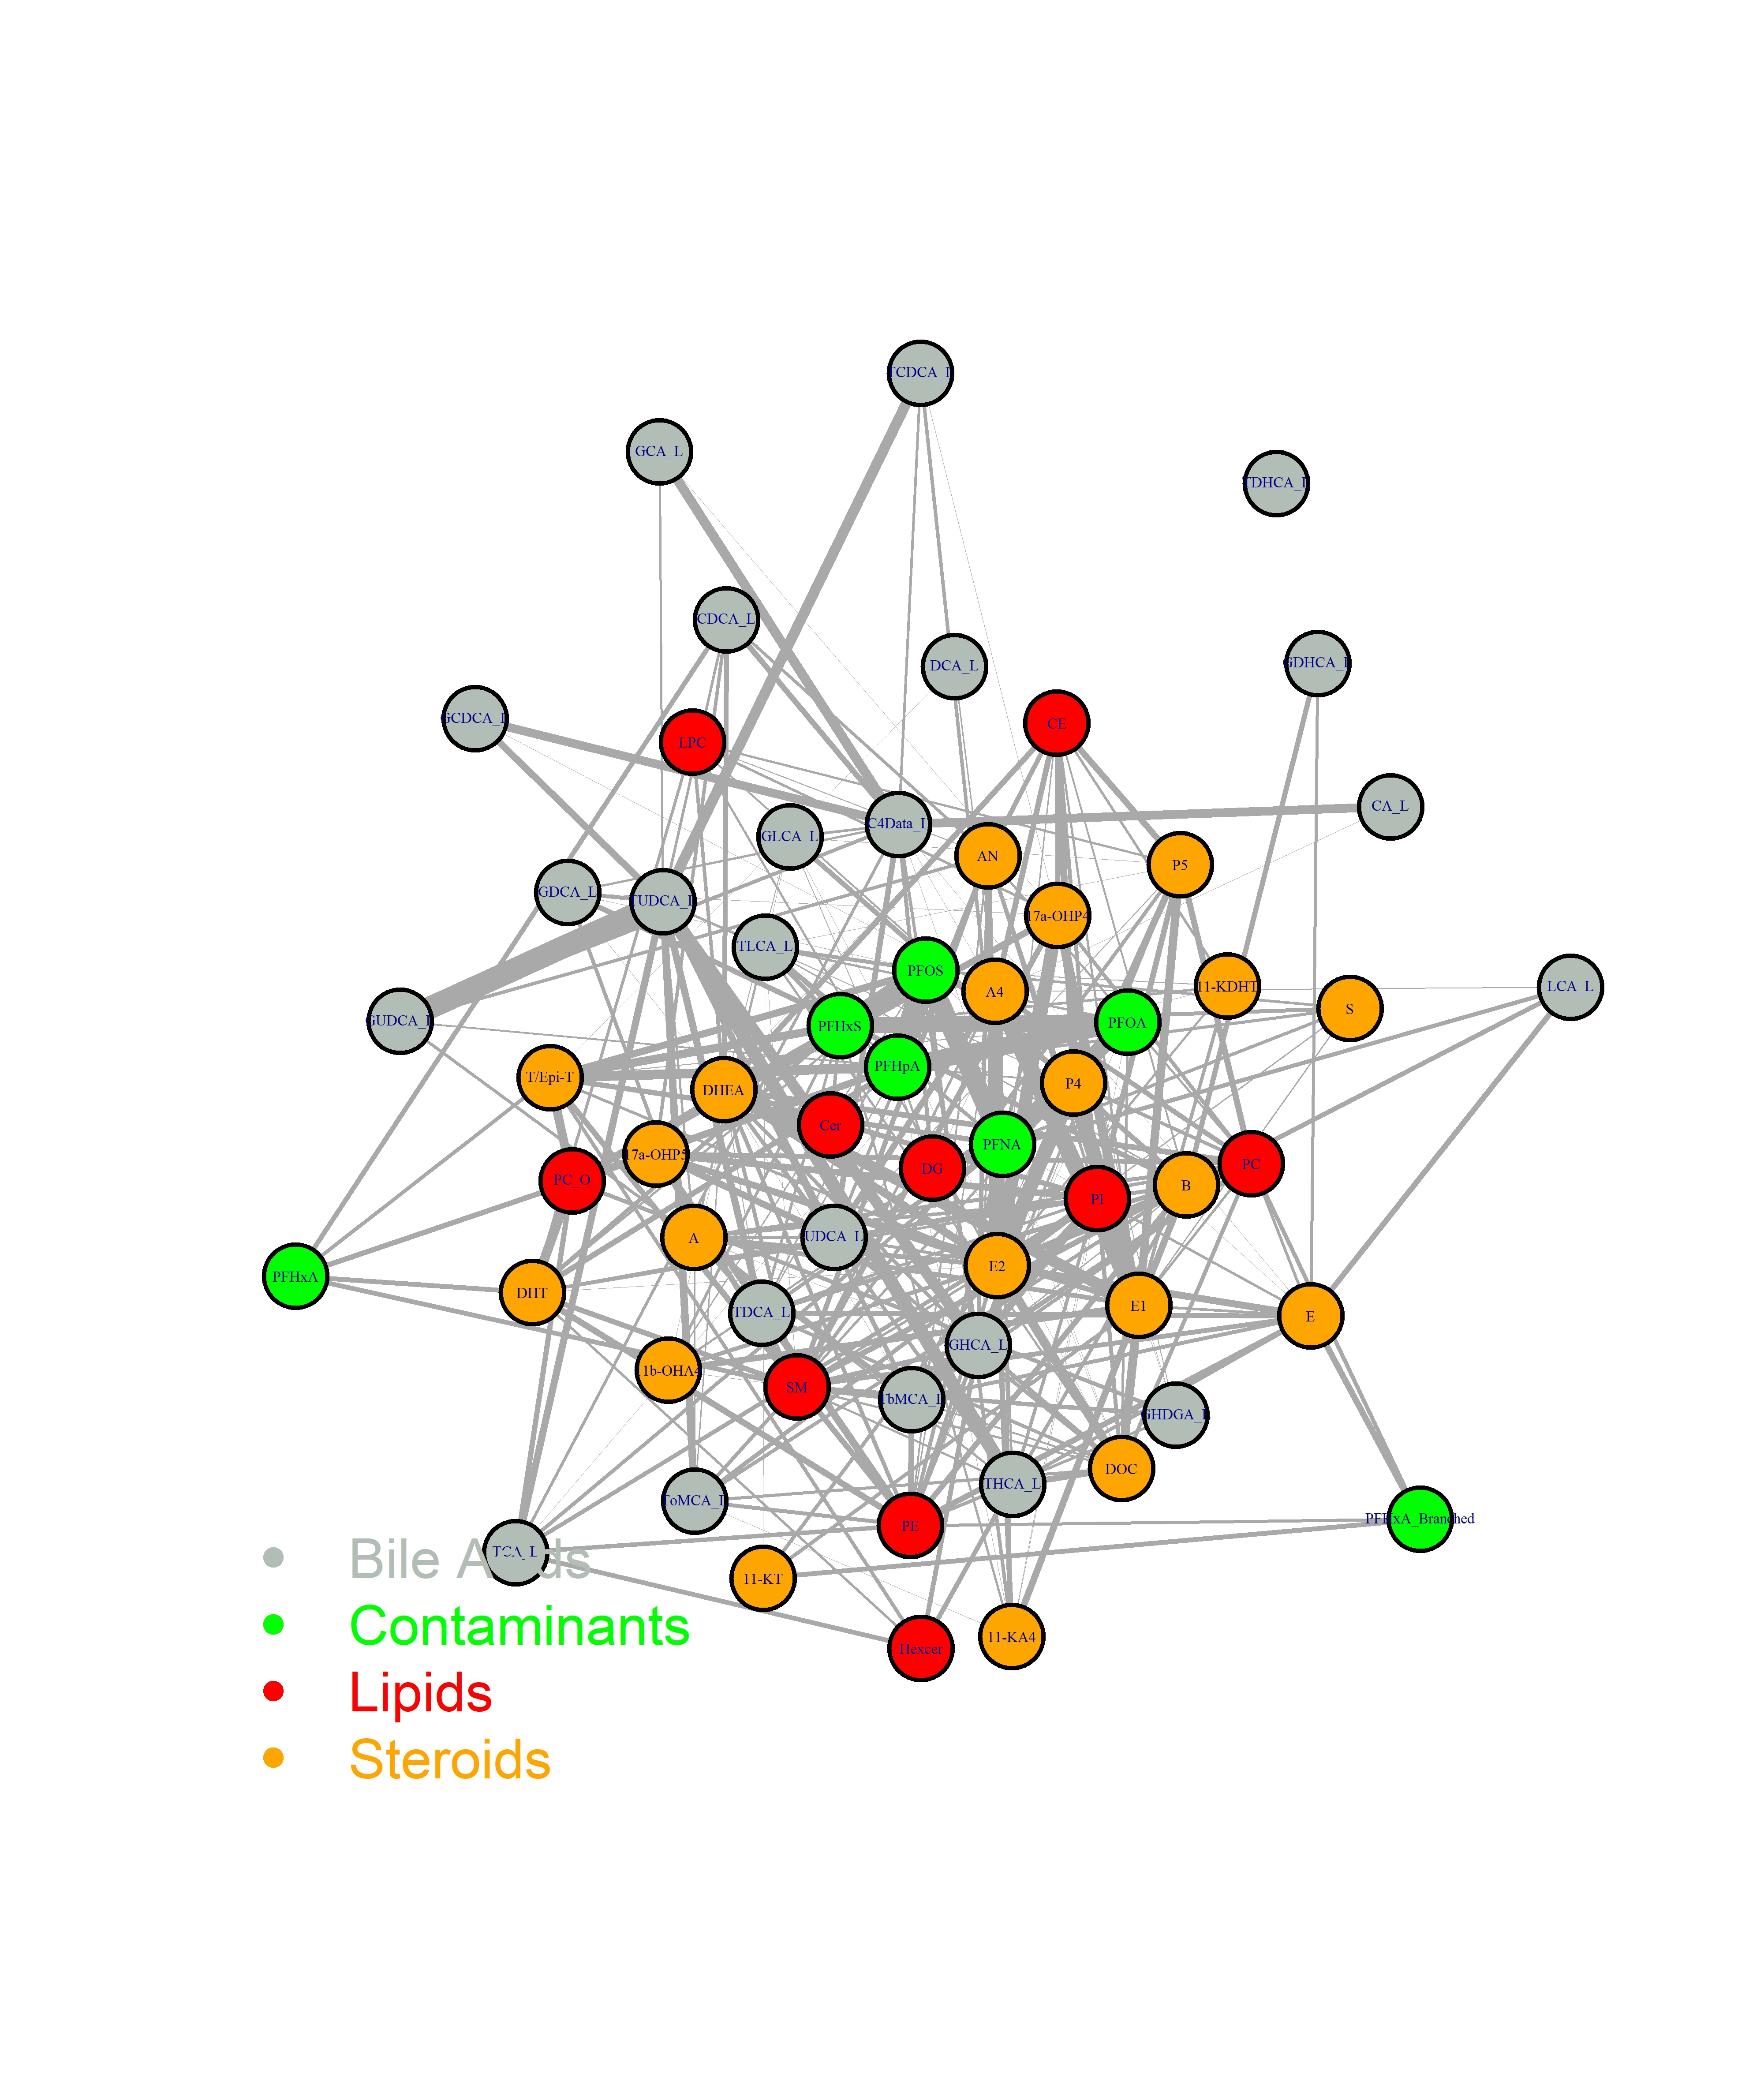 TCDCA_L
GCA_L
TDHCA_L
CDCA_L
DCA_L
GDHCA_L
GCDCA_L
CE
LPC
CA_L
C4Data_L
GLCA_L
AN
P5
GDCA_L
TUDCA_L
17a-OHP4
TLCA_L
PFOS
11-KDHT
LCA_L
A4
S
GUDCA_L
PFHxS
PFOA
PFHpA
T/Epi-T
DHEA
P4
Cer
PFNA
17a-OHP5
DG
PC
PC_O
B
PI
A
UDCA_L
E2
PFHxA
DHT
TDCA_L
E1
E
GHCA_L
11b-OHA4
SM
TbMCA_L
GHDGA_L
DOC
THCA_L
ToMCA_L
PE
PFHxA_Branched
TCA_L
11-KT
11-KA4
Hexcer
Bile Acids
Contaminants
Lipids
Steroids